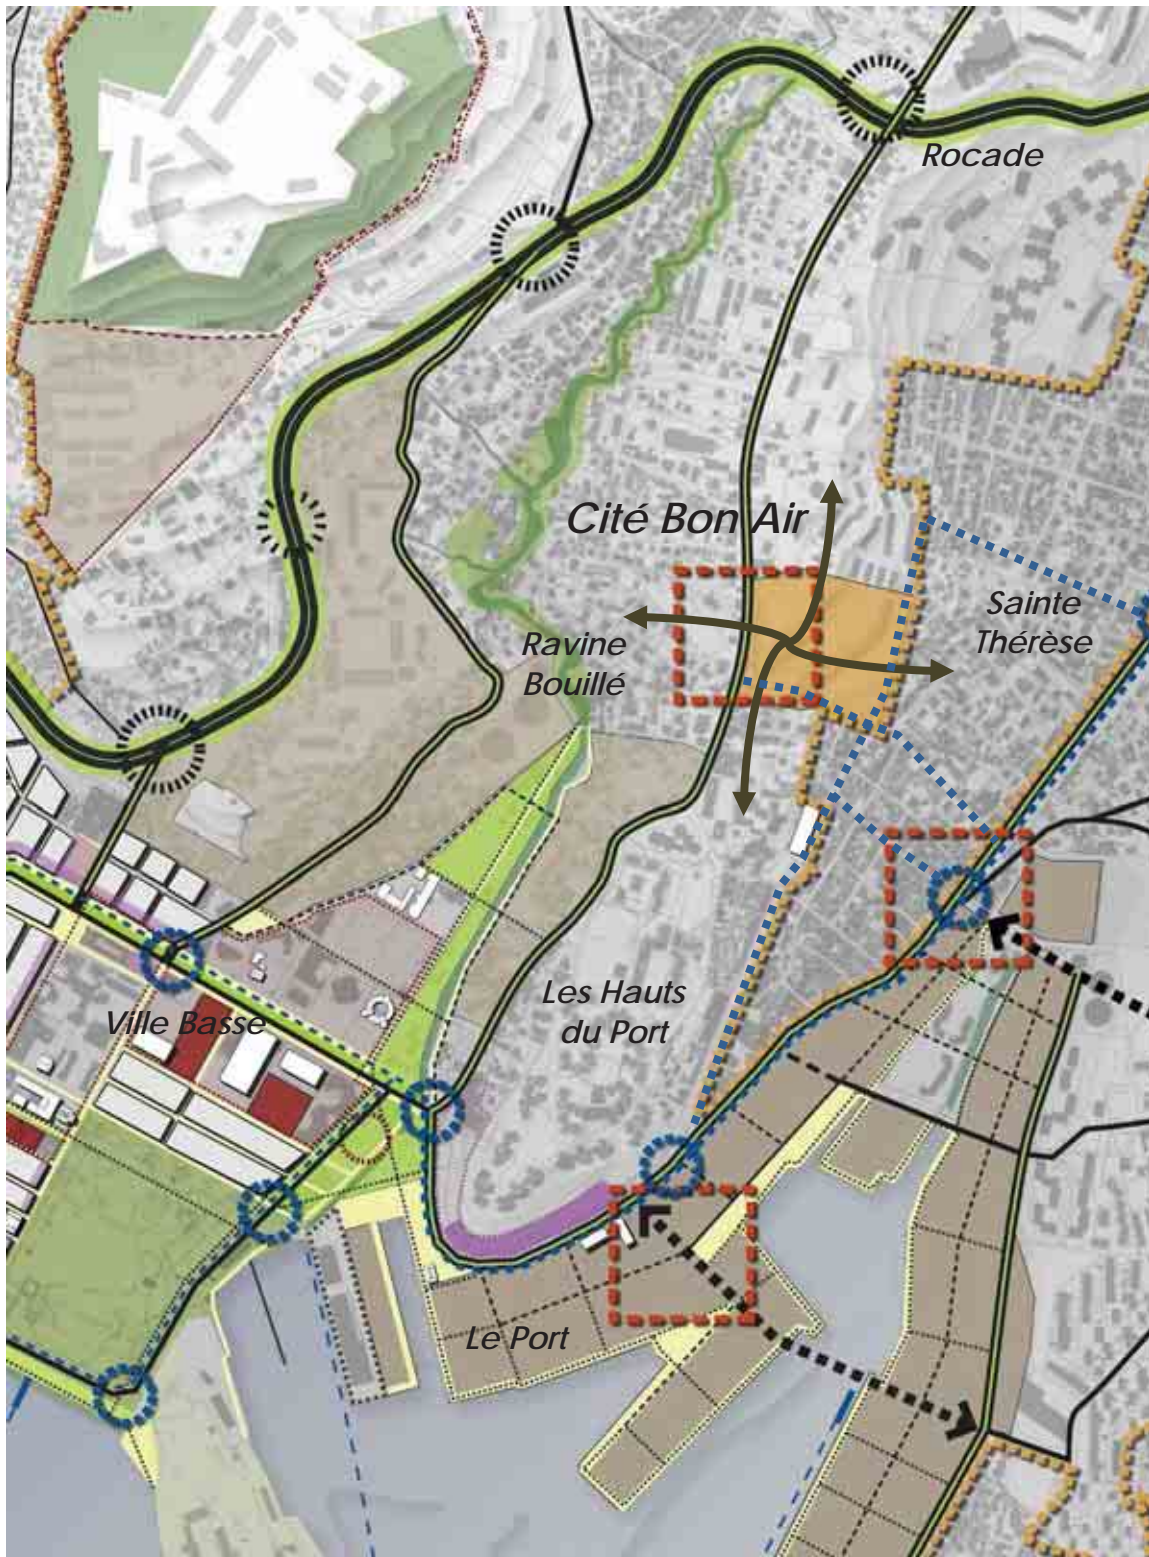 Rocade
Cité Bon Air
Sainte
Thérèse
Ravine
Bouillé
Les Hauts
du Port
Ville Basse
Le Port